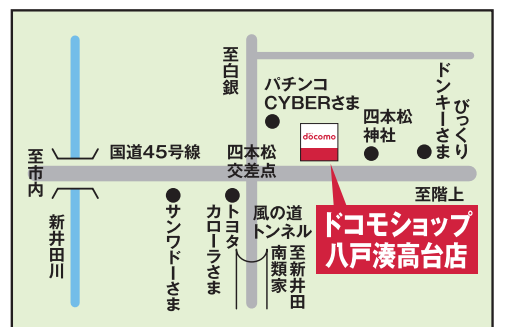 至白銀
パチンコ
CYBERさま
döcomo
四本松
神社
びっくり
ドンキーさま
国道45号線
四本松
交差点
至市内
至階上
新井田川
サンワドーさま
トヨタ
カローラさま
風の道
トンネル
至新井田
南類家
ドコモショップ
八戸湊高台店